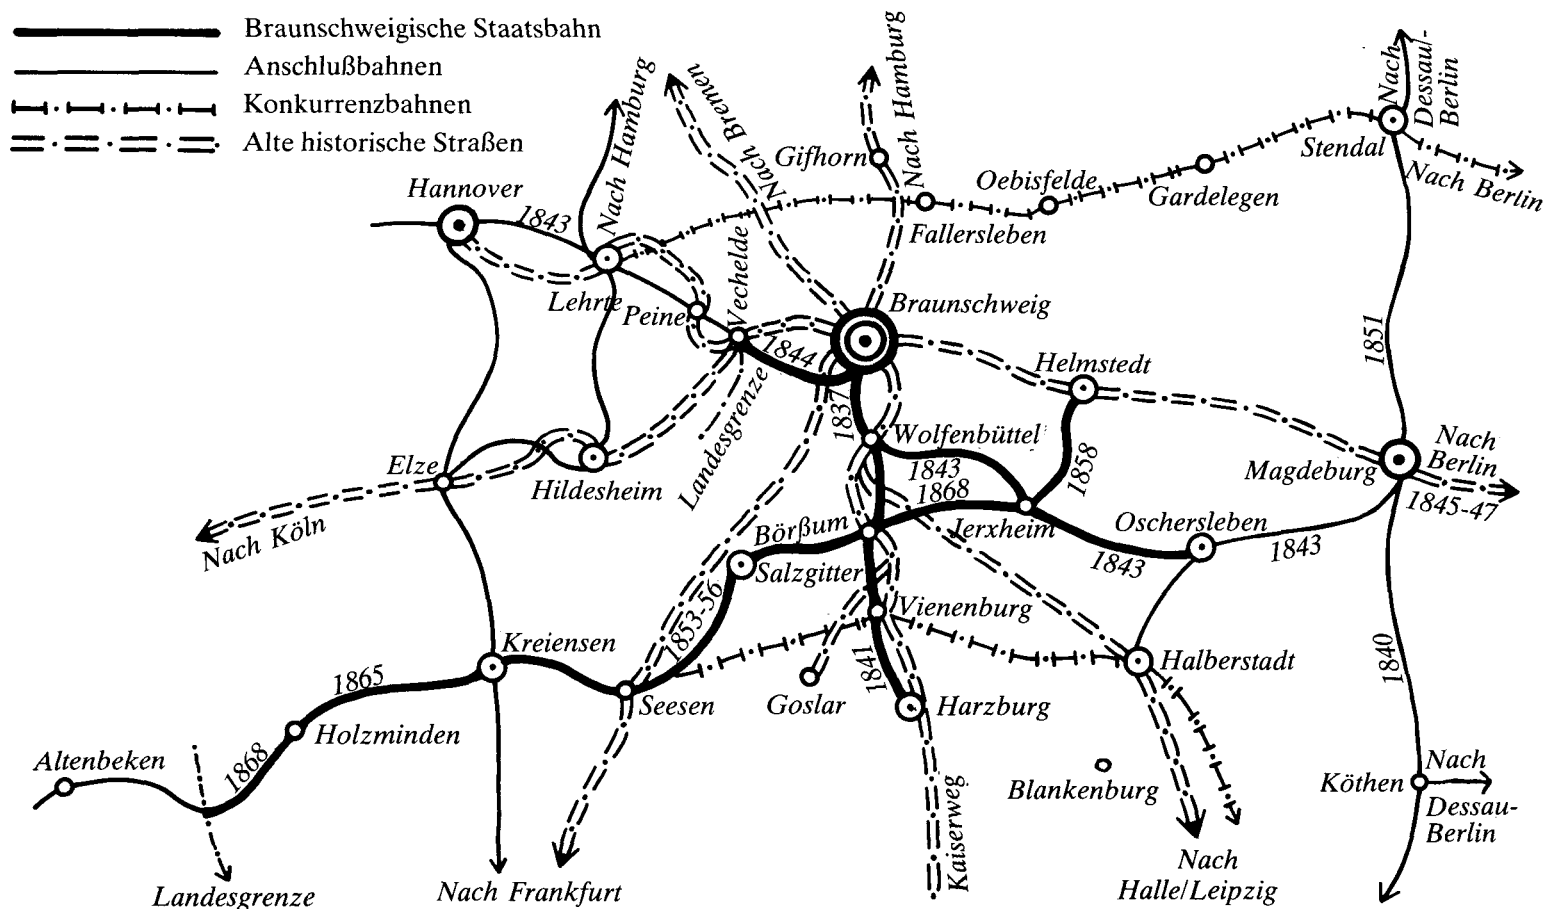 Braunschweigische Staatsbahn
Anschlußbahnen
Konkurrenzbahnen
Alte historische Straßen
Nach Hamburg
Nach Bremen
Nach
Nach Hamburg
Nach
Dessau/-
Berlin
Gifhorn
Stendal
Nach Berlin
Hannover
1843
Oebisfelde
Gardelegen
Fallersleben
Lehrte
Peine
Vechelde
Braunschweig
1844
1837
Landesgrenze
Helmstedt
1851
Wolfenbüttel
1843
1868
1858
Magdeburg
Nach
Berlin
1845-47
Elze
Hildesheim
Nach Köln
Börßum
Jerxheim
Oschersleben
1843
1843
Salzgitter
1853-56
Vienenburg
Kreiensen
1865
Seesen
Goslar
1841
Harzburg
Halberstadt
1840
Holzminden
Altenbeken
1868
Blankenburg
Köthen
Nach
Dessau-
Berlin
Kaiserweg
Landesgrenze
Nach Frankfurt
Nach
Halle/Leipzig